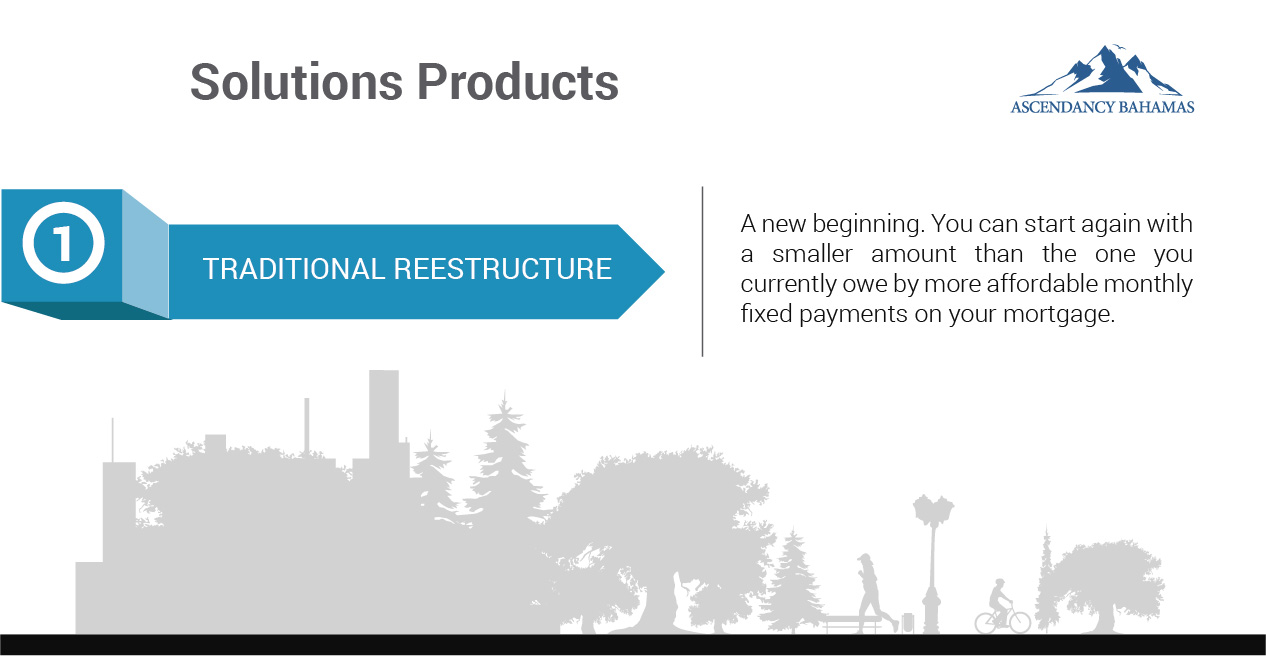 Solutions Products
ASCENDANCY BAHAMAS
1
TRADITIONAL REESTRUCTURE
A new beginning. You can start again with
a smaller amount than the one you
currently owe by more affordable monthly
fixed payments on your mortgage.